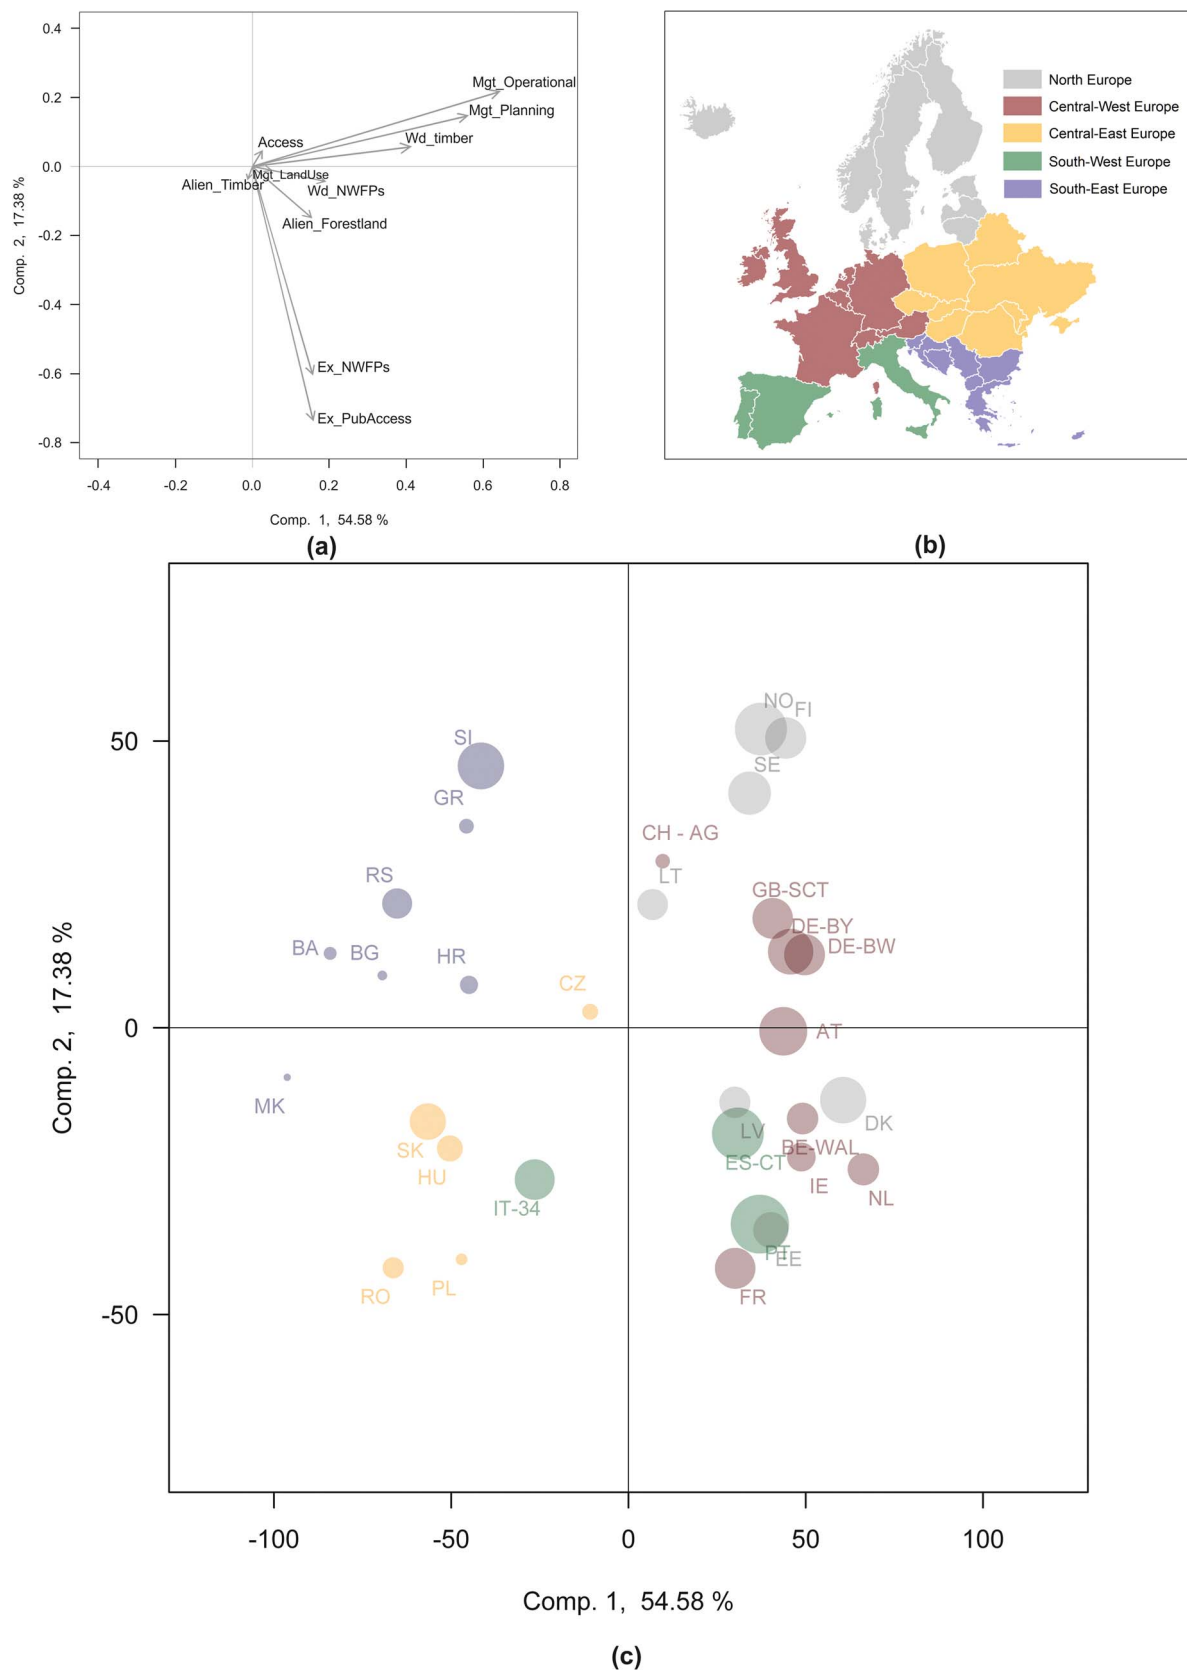 0.4
0.2
0.0
-0.2
-0.4
-0.6
-0.8
Comp. 2, 17.38 %
Mgt_Operational
Mgt_Planning
Wd_timber
Access
Mgt_LandUse
Alien_Timber
Wd_NWFPs
Alien_Forestland
Ex_NWFPs
Ex_PubAccess
-0.4 -0.2 0.0 0.2 0.4 0.6 0.8
Comp. 1, 54.58 %
(a)
North Europe
Central-West Europe
Central-East Europe
South-West Europe
South-East Europe
(b)
50
0
-50
Comp. 2, 17.38 %
NO
FI
SI
SE
GR
CH - AG
LT
RS
GB-SCT
DE-BY
DE-BW
BA
BG
HR
CZ
AT
MK
DK
LV
BE-WAL
SK
ES-CT
HU
IE
NL
IT-34
PT
EE
RO
PL
FR
-100 -50 0 50 100
Comp. 1, 54.58 %
(c)